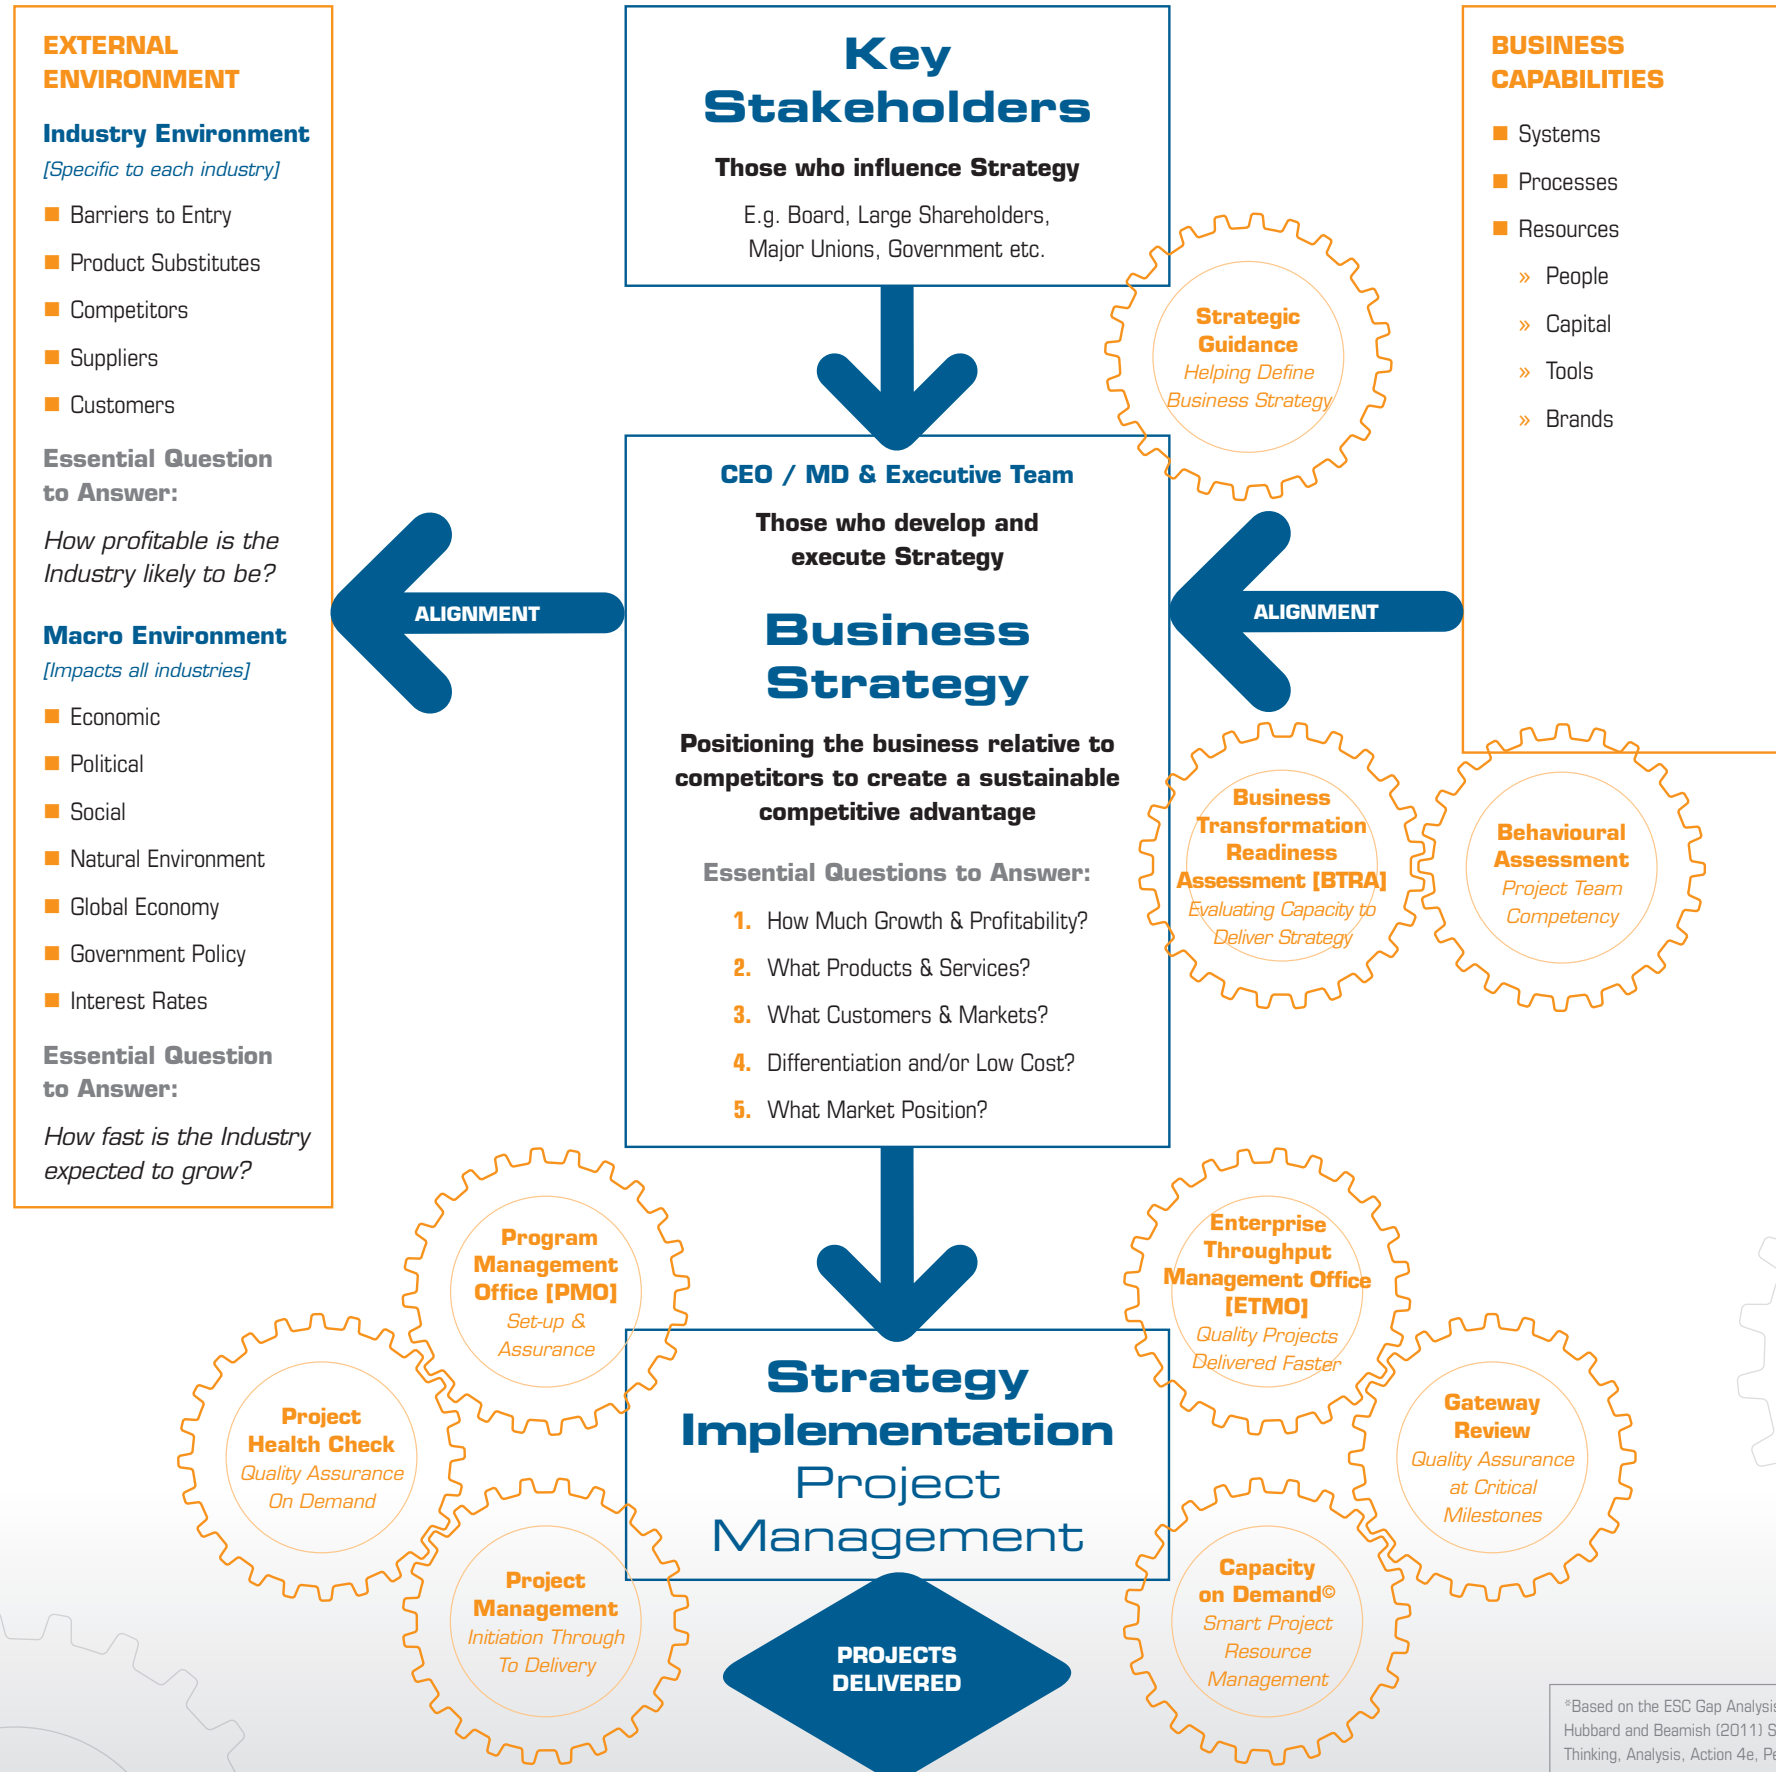 EXTERNAL
ENVIRONMENT
Industry Environment
[Specific to each industry]
Barriers to Entry
Product Substitutes
Competitors
Suppliers
Customers
Essential Question
to Answer:
How profitable is the
Industry likely to be?
Macro Environment
[Impacts all industries]
Economic
Political
Social
Natural Environment
Global Economy
Government Policy
Interest Rates
Essential Question
to Answer:
How fast is the Industry
expected to grow?
ALIGNMENT
Key
Stakeholders
Those who influence Strategy
E.g. Board, Large Shareholders,
Major Unions, Government etc.
Strategic
Guidance
Helping Define
Business Strategy
CEO / MD & Executive Team
Those who develop and
execute Strategy
Business
Strategy
Positioning the business relative to
competitors to create a sustainable
competitive advantage
Essential Questions to Answer:
1. How Much Growth & Profitability?
2. What Products & Services?
3. What Customers & Markets?
4. Differentiation and/or Low Cost?
5. What Market Position?
ALIGNMENT
BUSINESS
CAPABILITIES
Systems
Processes
Resources
» People
» Capital
» Tools
» Brands
Business
Transformation
Readiness
Assessment [BTRA]
Evaluating Capacity to
Deliver Strategy
Behavioural
Assessment
Project Team
Competency
Program
Management
Office [PMO]
Set-up &
Assurance
Project
Health Check
Quality Assurance
On Demand
Project
Management
Initiation Through
To Delivery
Strategy
Implementation
Project
Management
PROJECTS
DELIVERED
Enterprise
Throughput
Management Office
[ETMO]
Quality Projects
Delivered Faster
Gateway
Review
Quality Assurance
at Critical
Milestones
Capacity
on Demand©
Smart Project
Resource
Management
*Based on the ESC Gap Analysis
Hubbard and Beamish (2011) S
Thinking, Analysis, Action 4e, Pe